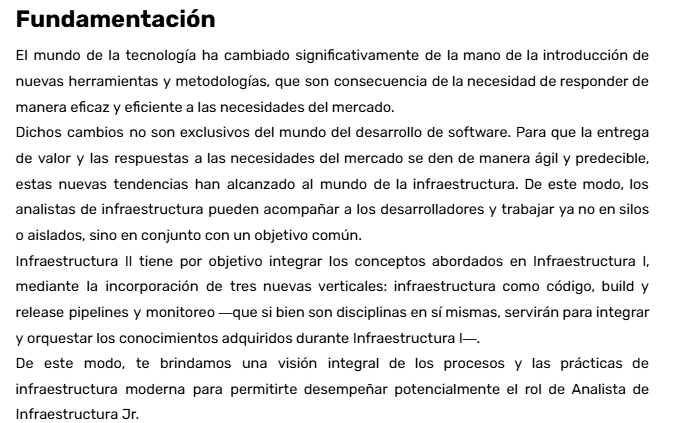 Fundamentación
El mundo de la tecnología ha cambiado significativamente de la mano de la introducción de
nuevas herramientas y metodologías, que son consecuencia de la necesidad de responder de
manera eficaz y eficiente a las necesidades del mercado.
Dichos cambios no son exclusivos del mundo del desarrollo de software. Para que la entrega
de valor y las respuestas a las necesidades del mercado se den de manera ágil y predecible,
estas nuevas tendencias han alcanzado al mundo de la infraestructura. De este modo, los
analistas de infraestructura pueden acompañar a los desarrolladores y trabajar ya no en silos
o aislados, sino en conjunto con un objetivo común.
Infraestructura II tiene por objetivo integrar los conceptos abordados en Infraestructura I,
mediante la incorporación de tres nuevas verticales: infraestructura como código, build y
release pipelines y monitoreo —que si bien son disciplinas en sí mismas, servirán para integrar
y orquestar los conocimientos adquiridos durante Infraestructura I—.
De este modo, te brindamos una visión integral de los procesos y las prácticas de
infraestructura moderna para permitirte desempeñar potencialmente el rol de Analista de
Infraestructura Jr.